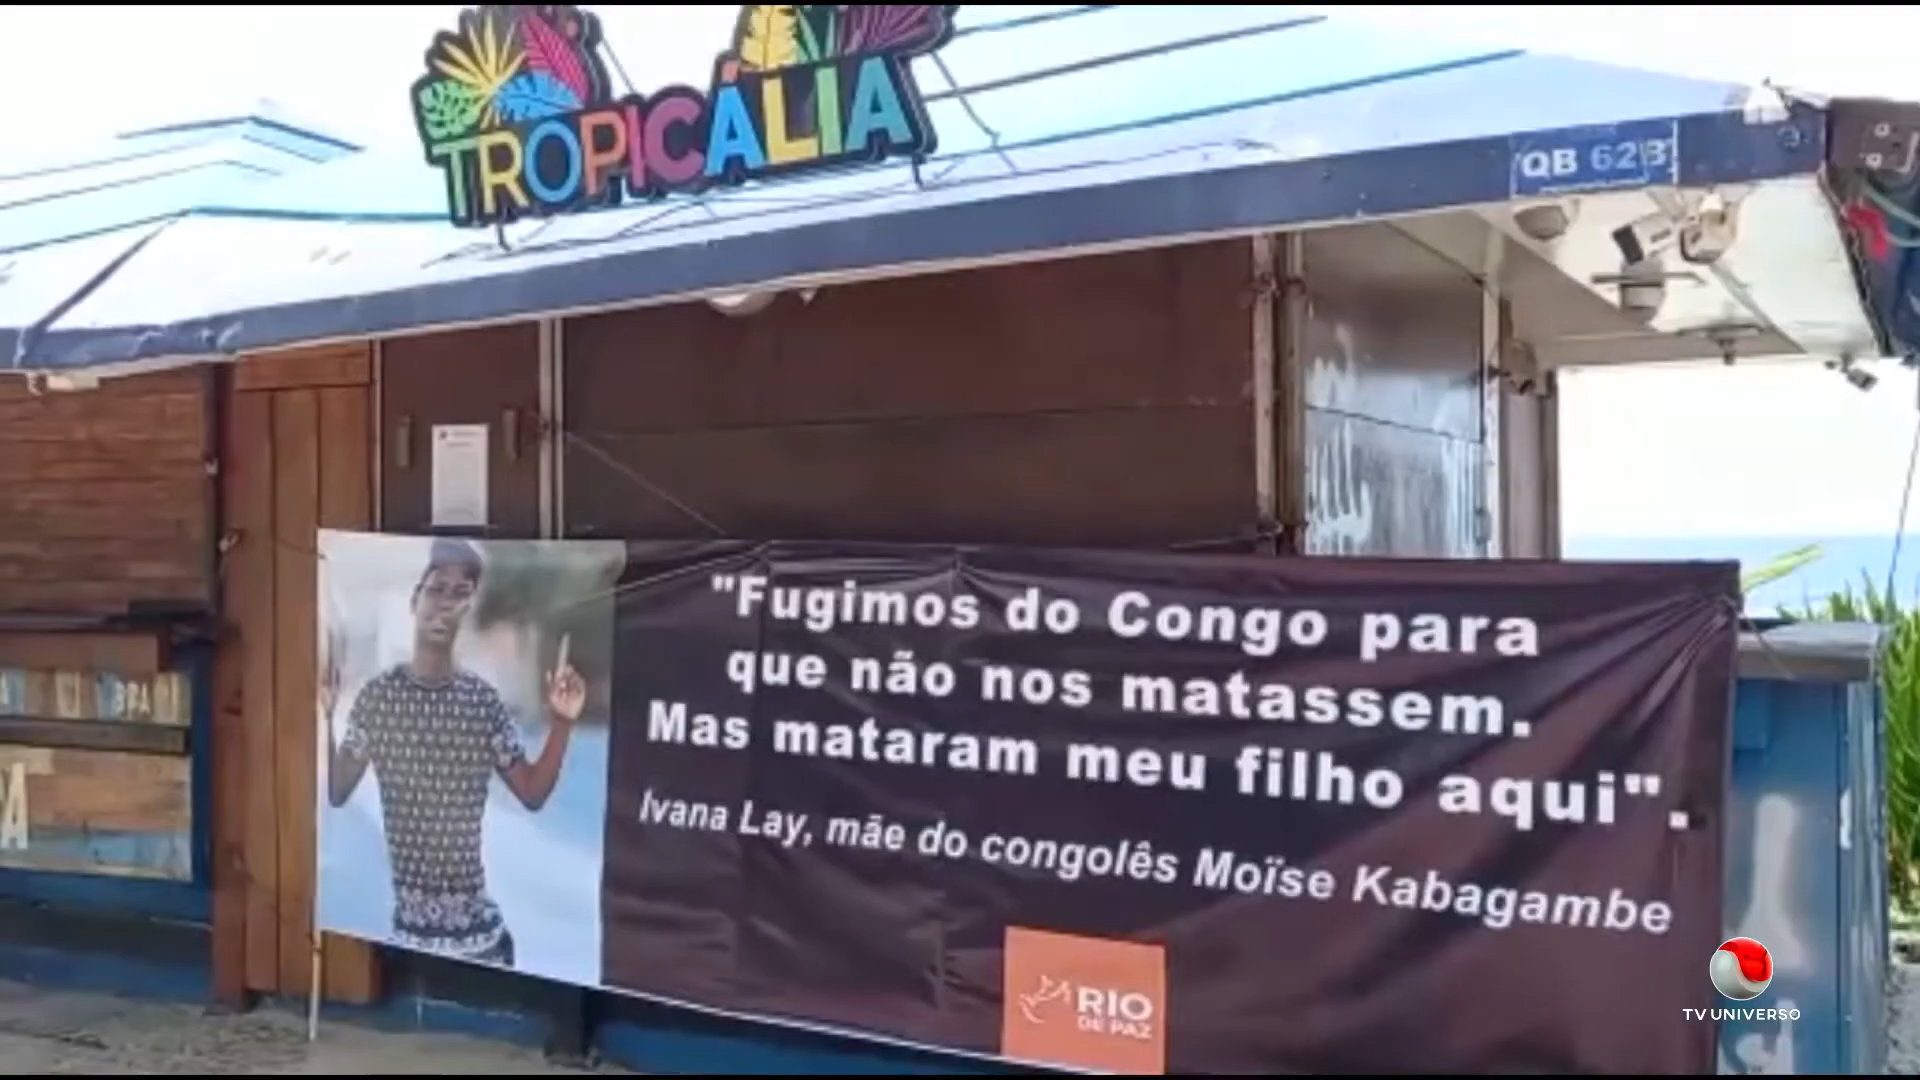 TROPICÁLIA
QB 62B
"Fugimos do Congo para
que não nos matassem.
Mas mataram meu filho aqui".
Ivana Lay, mãe do congolês Moïse Kabagambe
RIO
DE PAZ
TV UNIVERSO